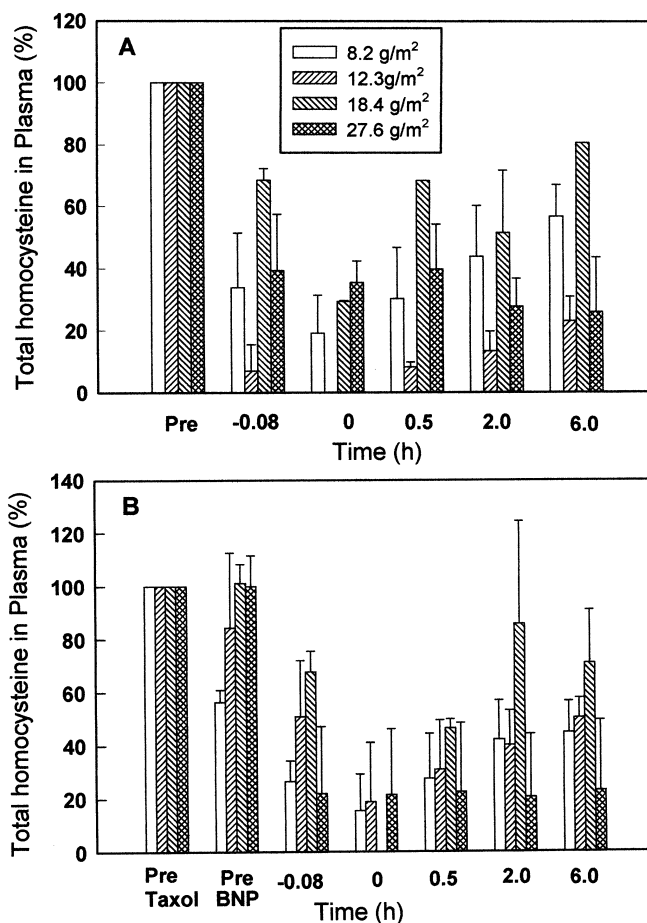 A
8.2 g/m²
12.3g/m²
18.4 g/m²
27.6 g/m²
Total homocysteine in Plasma (%)
120
100
80
60
40
20
0
Pre -0.08 0 0.5 2.0 6.0
Time (h)
B
Total homocysteine in Plasma (%)
140
120
100
80
60
40
20
0
Pre Taxol Pre BNP -0.08 0 0.5 2.0 6.0
Time (h)